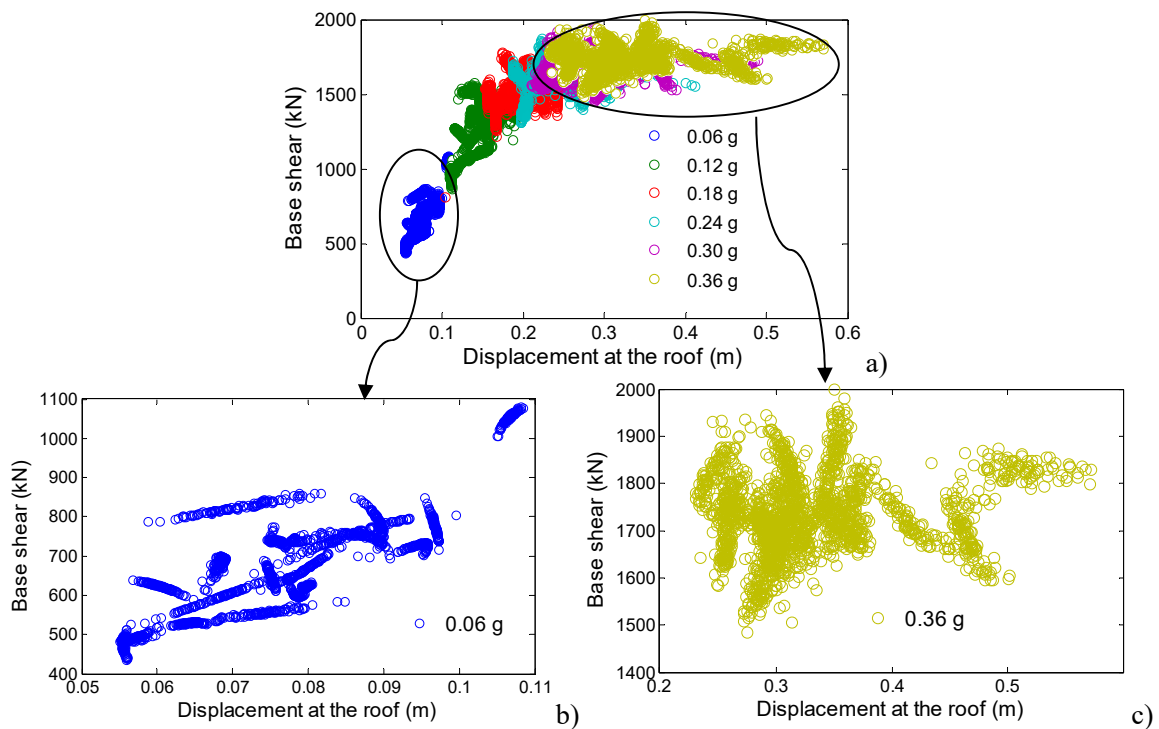 2000
1500
1000
500
0
Base shear (kN)
0.06 g
0.12 g
0.18 g
0.24 g
0.30 g
0.36 g
0 0.1 0.2 0.3 0.4 0.5 0.6
Displacement at the roof (m)
a)
1100
1000
900
800
700
600
500
400
Base shear (kN)
0.06 g
0.05 0.06 0.07 0.08 0.09 0.1 0.11
Displacement at the roof (m)
b)
2000
1900
1800
1700
1600
1500
1400
Base shear (kN)
0.36 g
0.2 0.3 0.4 0.5
Displacement at the roof (m)
c)